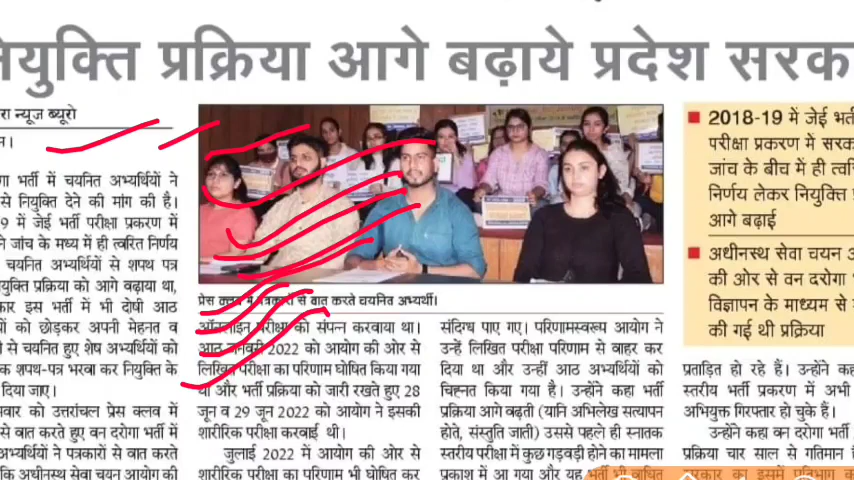 नियुक्ति प्रक्रिया आगे बढ़ाये प्रदेश
न्यूज ब्यूरो
भर्ती में चयनित अभ्यर्थियों ने
से नियुक्ति देने की मांग की है।
में जेई भर्ती परीक्षा प्रकरण में
जांच के मध्य में ही त्वरित निर्णय
चयनित अभ्यर्थियों से शपथ पत्र
प्रक्रिया को आगे बढ़ाया था,
इस भर्ती में भी दोषी आठ
को छोड़कर अपनी मेहनत व
से चयनित हुए शेष अभ्यर्थियों को
शपथ-पत्र भरवा कर नियुक्ति के
दिया जाए।
को उत्तरांचल प्रेस क्लब में
से वात करते हुए वन दरोगा भर्ती में
अभ्यर्थियों ने पत्रकारों से वात करते
कि अधीनस्थ सेवा चयन आयोग की
प्रेस क्लब में पत्रकारों से वात करते चयनित अभ्यर्थी।
ऑनलाइन परीक्षा को संपन्न करवाया था।
आठ जनवरी 2022 को आयोग की ओर से
लिखित परीक्षा का परिणाम घोषित किया गया
था और भर्ती प्रक्रिया को जारी रखते हुए 28
जून व 29 जून 2022 को आयोग ने इसकी
शारीरिक परीक्षा करवाई थी।
जुलाई 2022 में आयोग की ओर से
शारीरिक परीक्षा का परिणाम भी घोषित कर
संदिग्ध पाए गए। परिणामस्वरूप आयोग ने
उन्हें लिखित परीक्षा परिणाम से वाहर कर
दिया था और उन्हीं आठ अभ्यर्थियों को
चिह्नत किया गया है। उन्होंने कहा भर्ती
प्रक्रिया आगे बढ़ती (यानि अभिलेख सत्यापन
होते, संस्तुति जाती) उससे पहले ही स्नातक
स्तरीय परीक्षा में कुछ गड़वड़ी होने का मामला
प्रकाश में आ गया और यह भर्ती भी वाधित
2018-19 में जेई
परीक्षा प्रकरण में
जांच के बीच में ही
निर्णय लेकर नियुक्ति
आगे बढ़ाई
अधीनस्थ सेवा चयन
की ओर से वन दरोगा
विज्ञापन के माध्यम से
की गई थी प्रक्रिया
प्रताड़ित हो रहे हैं। उन्होंने
स्तरीय भर्ती प्रकरण में अभी
अभियुक्त गिरफ्तार हो चुके हैं।
उन्होंने कहा वन दरोगा भर्ती
प्रक्रिया चार साल से